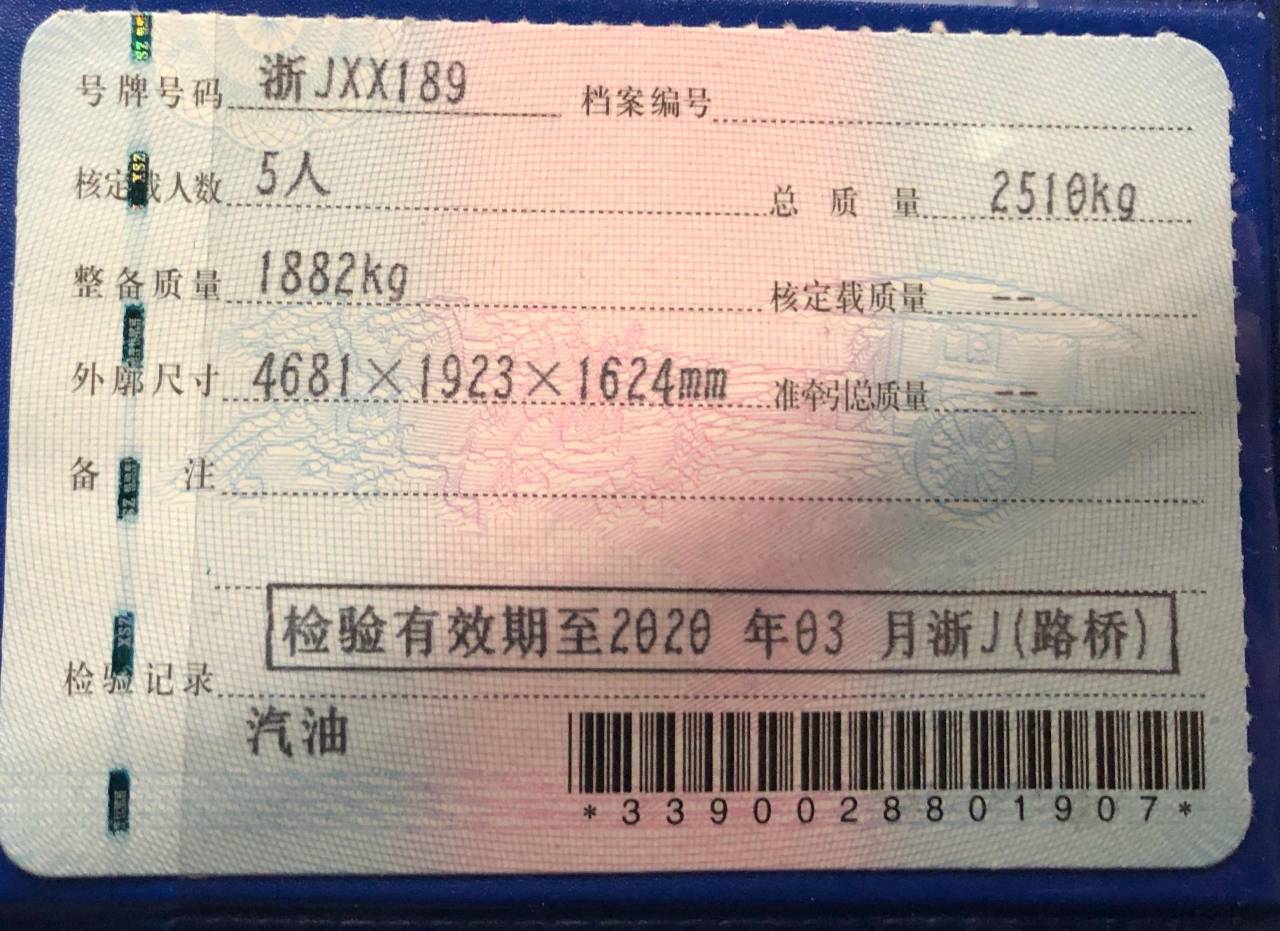 号牌号码 浙JXX189 档案编号
核定载人数 5人 总质量 2510kg
整备质量 1882kg 核定载质量 --
外廓尺寸 4681×1923×1624mm 准牵引总质量 --
备注
检验有效期至2020 年03 月浙J(路桥)
检验记录
汽油
*3390028801907*